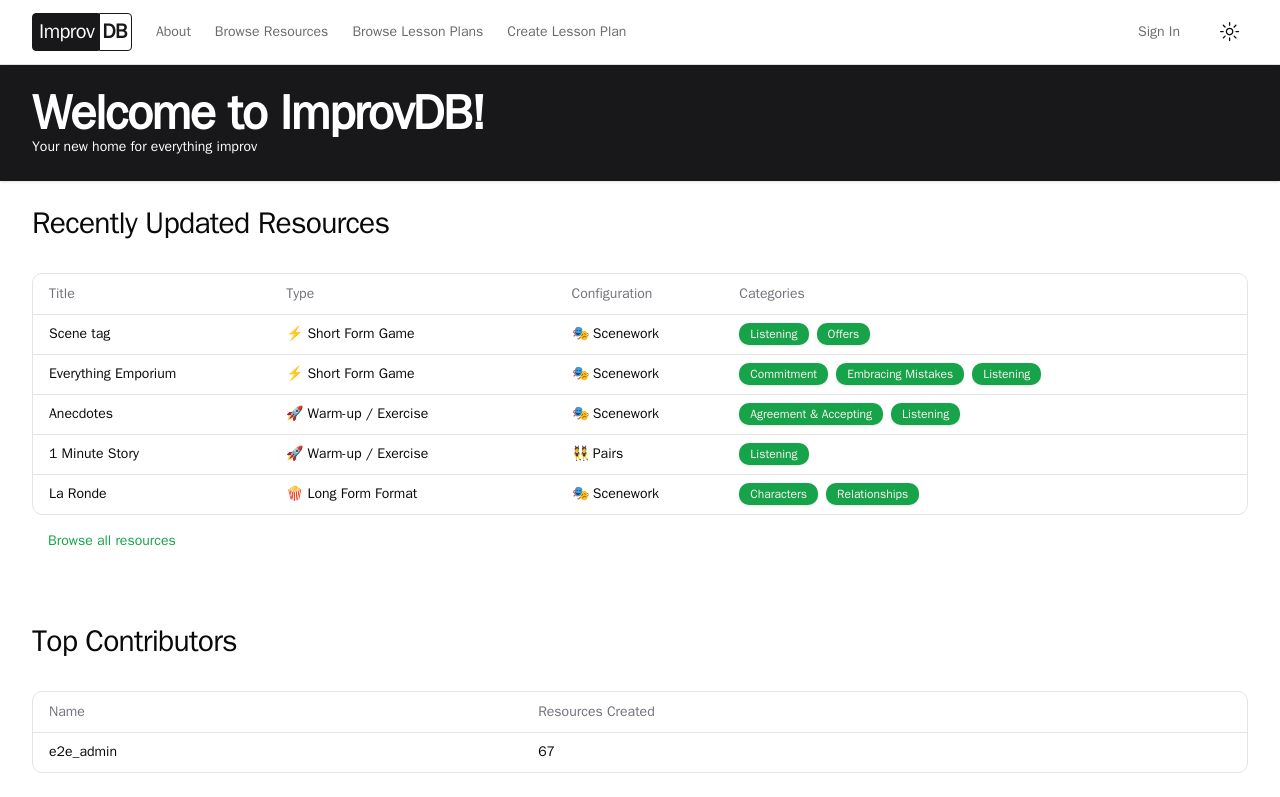 Improv DB About Browse Resources Browse Lesson Plans Create Lesson Plan Sign In
Welcome to ImprovDB!
Your new home for everything improv
Recently Updated Resources
Title Type Configuration Categories
Scene tag ⚡ Short Form Game 🎭 Scenework Listening Offers
Everything Emporium ⚡ Short Form Game 🎭 Scenework Commitment Embracing Mistakes Listening
Anecdotes 🚀 Warm-up / Exercise 🎭 Scenework Agreement & Accepting Listening
1 Minute Story 🚀 Warm-up / Exercise 👯 Pairs Listening
La Ronde 🍿 Long Form Format 🎭 Scenework Characters Relationships
Browse all resources
Top Contributors
Name Resources Created
e2e_admin 67